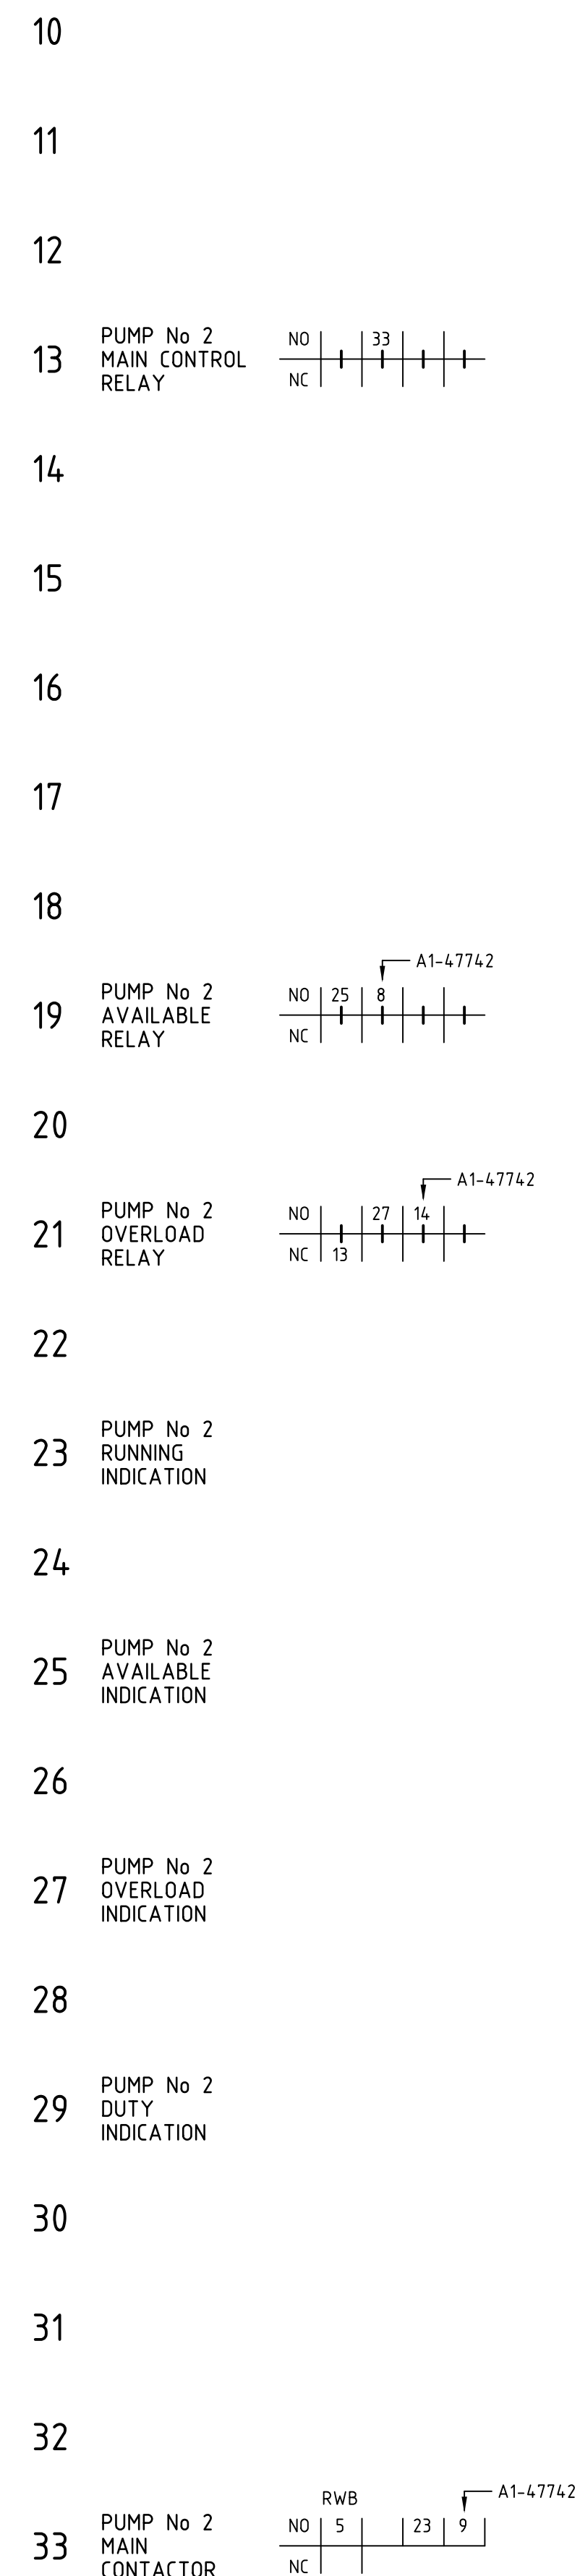 10
11
12
13
PUMP No 2
MAIN CONTROL
RELAY
NO 33
NC
14
15
16
17
18
A1-47742
19
PUMP No 2
AVAILABLE
RELAY
NO 25 8
NC
20
A1-47742
21
PUMP No 2
OVERLOAD
RELAY
NO 27 14
NC 13
22
23
PUMP No 2
RUNNING
INDICATION
24
25
PUMP No 2
AVAILABLE
INDICATION
26
27
PUMP No 2
OVERLOAD
INDICATION
28
29
PUMP No 2
DUTY
INDICATION
30
31
32
A1-47742
RWB
33
PUMP No 2
MAIN
CONTACTOR
NO 5 23 9
NC